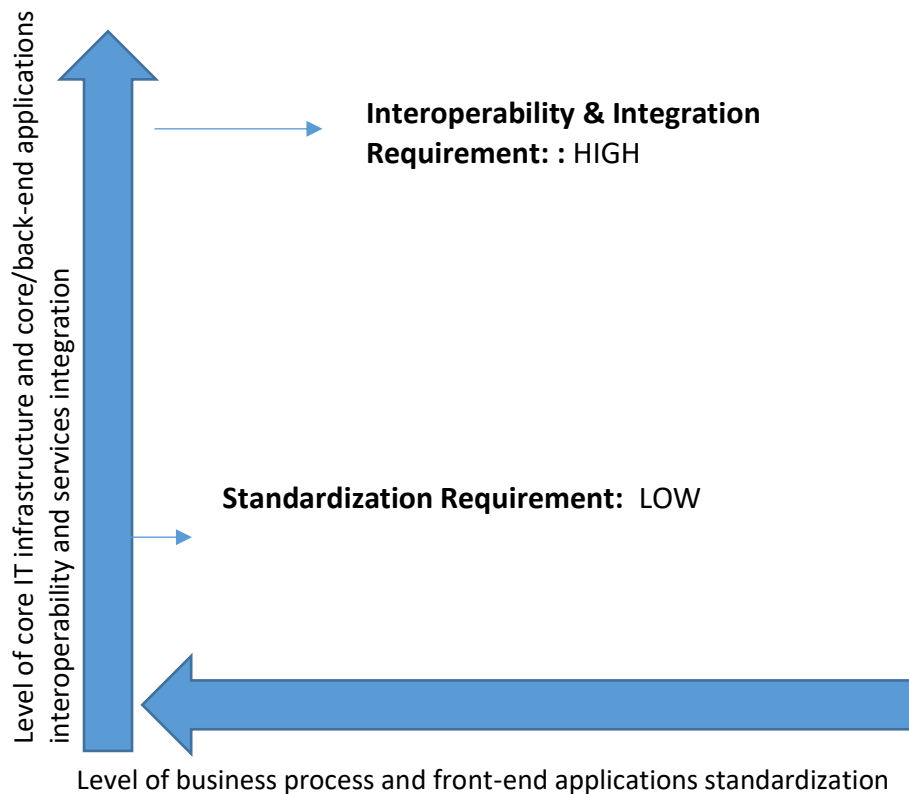 Level of core IT infrastructure and core/back-end applications
interoperability and services integration
Interoperability & Integration
Requirement: : HIGH
Standardization Requirement: LOW
Level of business process and front-end applications standardization